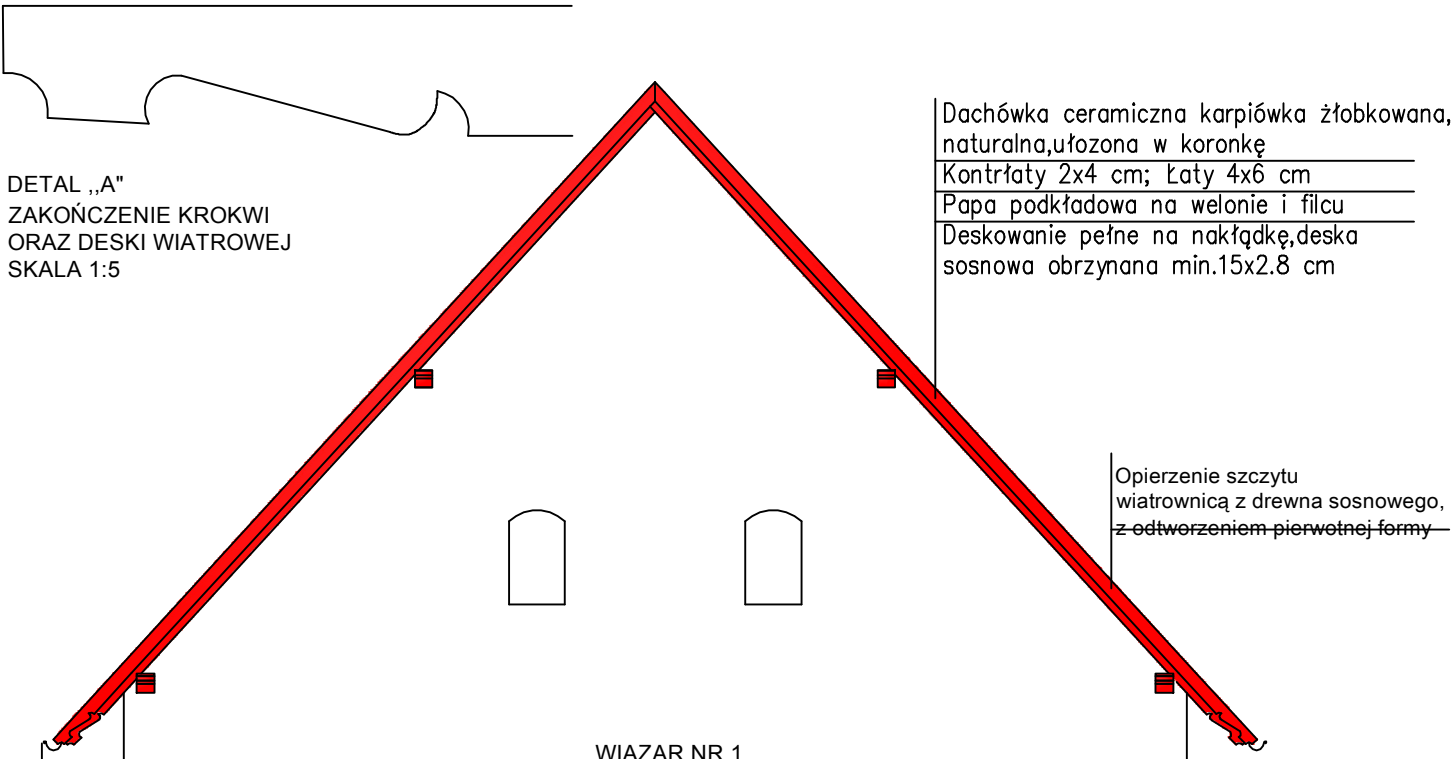 DETAL ,,A"
ZAKOŃCZENIE KROKWI
ORAZ DESKI WIATROWEJ
SKALA 1:5
Dachówka ceramiczna karpiówka żłobkowana,
naturalna,ułozona w koronkę
Kontrłaty 2x4 cm; Łaty 4x6 cm
Papa podkładowa na welonie i filcu
Deskowanie pełne na nakłądkę,deska
sosnowa obrzynana min.15x2.8 cm
Opierzenie szczytu
wiatrownicą z drewna sosnowego,
z odtworzeniem pierwotnej formy
WIAZAR NR 1